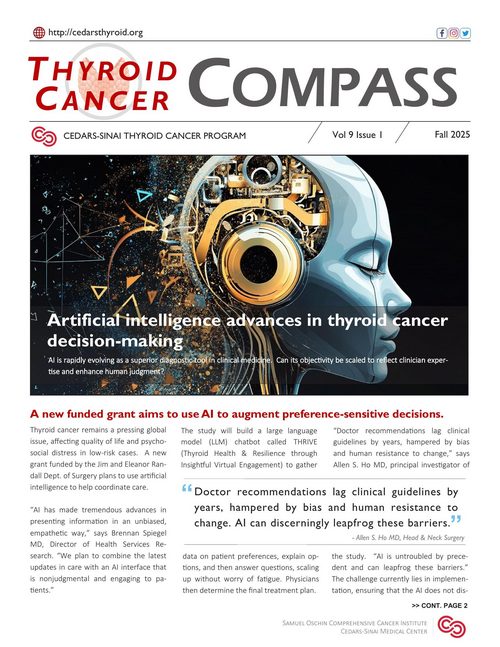 http://cedarsthyroid.org
THYROID
CANCER
COMPASS
CEDARS-SINAI THYROID CANCER PROGRAM
Vol 9 Issue 1
Fall 2025
Artificial intelligence advances in thyroid cancer
decision-making
AI is rapidly evolving as a superior diagnostic tool in clinical medicine. Can its objectivity be scaled to reflect clinician exper-
tise and enhance human judgment?
A new funded grant aims to use AI to augment preference-sensitive decisions.
Thyroid cancer remains a pressing global
issue, affecting quality of life and psycho-
social distress in low-risk cases. A new
grant funded by the Jim and Eleanor Ran-
dall Dept. of Surgery plans to use artificial
intelligence to help coordinate care.
“AI has made tremendous advances in
presenting information in an unbiased,
empathetic way,” says Brennan Spiegel
MD, Director of Health Services Re-
search. “We plan to combine the latest
updates in care with an AI interface that
is nonjudgmental and engaging to pa-
tients.”
The study will build a large language
model (LLM) chatbot called THRIVE
(Thyroid Health & Resilience through
Insightful Virtual Engagement) to gather
“Doctor recommendations lag clinical
guidelines by years, hampered by bias
and human resistance to change,” says
Allen S. Ho MD, principal investigator of
“Doctor recommendations lag clinical guidelines by
years, hampered by bias and human resistance to
change. AI can discerningly leapfrog these barriers.”
- Allen S. Ho MD, Head & Neck Surgery
data on patient preferences, explain op-
tions, and then answer questions, scaling
up without worry of fatigue. Physicians
then determine the final treatment plan.
the study. “AI is untroubled by prece-
dent and can leapfrog these barriers.”
The challenge currently lies in implemen-
tation, ensuring that the AI does not dis-
>> CONT. PAGE 2
SAMUEL OSCHIN COMPREHENSIVE CANCER INSTITUTE
CEDARS-SINAI MEDICAL CENTER